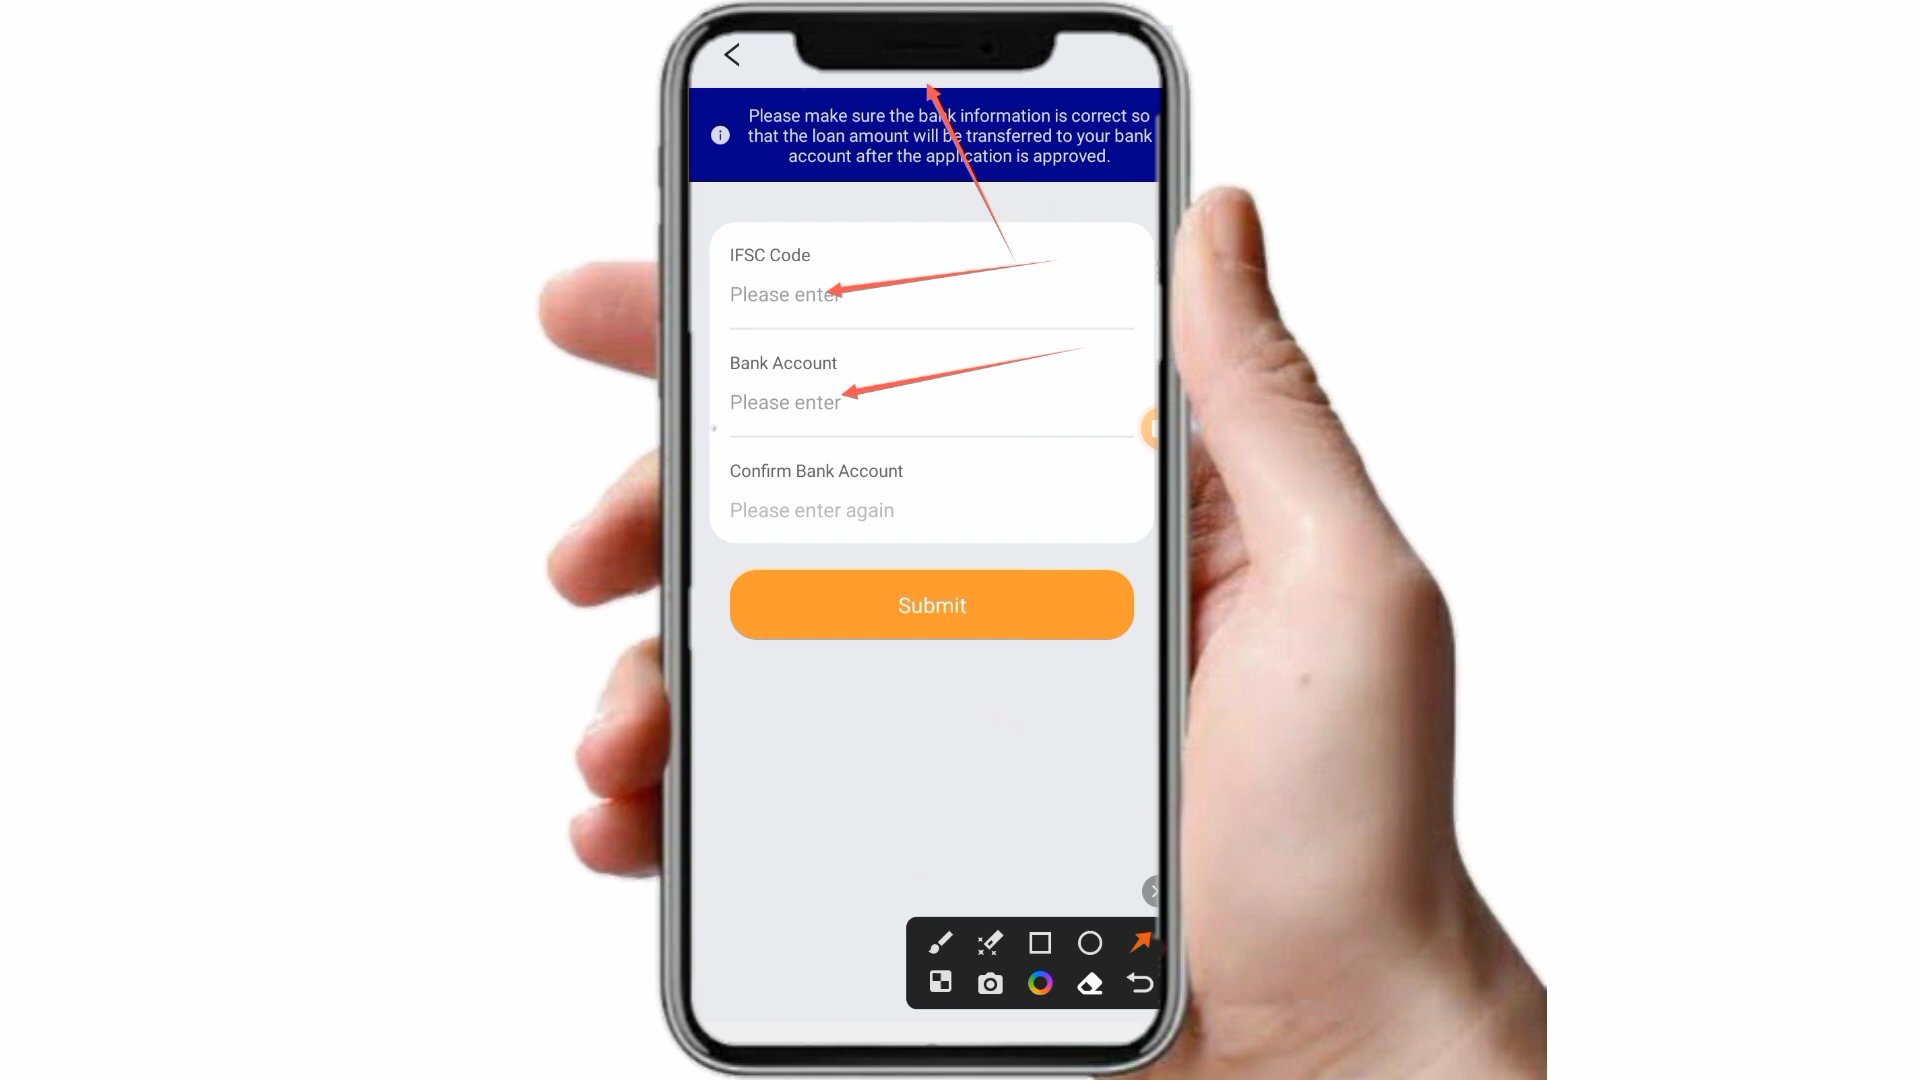 Please make sure the bank information is correct so
that the loan amount will be transferred to your bank
account after the application is approved.
IFSC Code
Please enter
Bank Account
Please enter
Confirm Bank Account
Please enter again
Submit